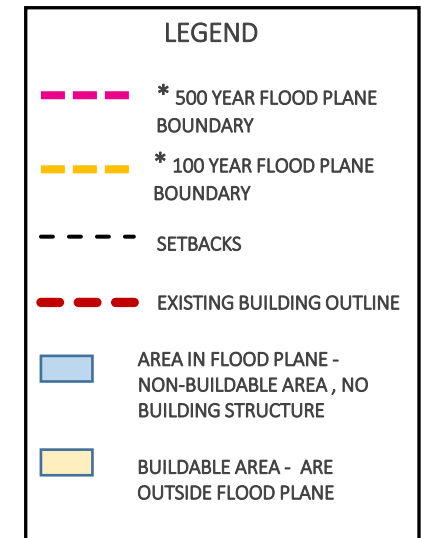 LEGEND
* 500 YEAR FLOOD PLANE
BOUNDARY
* 100 YEAR FLOOD PLANE
BOUNDARY
SETBACKS
EXISTING BUILDING OUTLINE
AREA IN FLOOD PLANE -
NON-BUILDABLE AREA , NO
BUILDING STRUCTURE
BUILDABLE AREA - ARE
OUTSIDE FLOOD PLANE